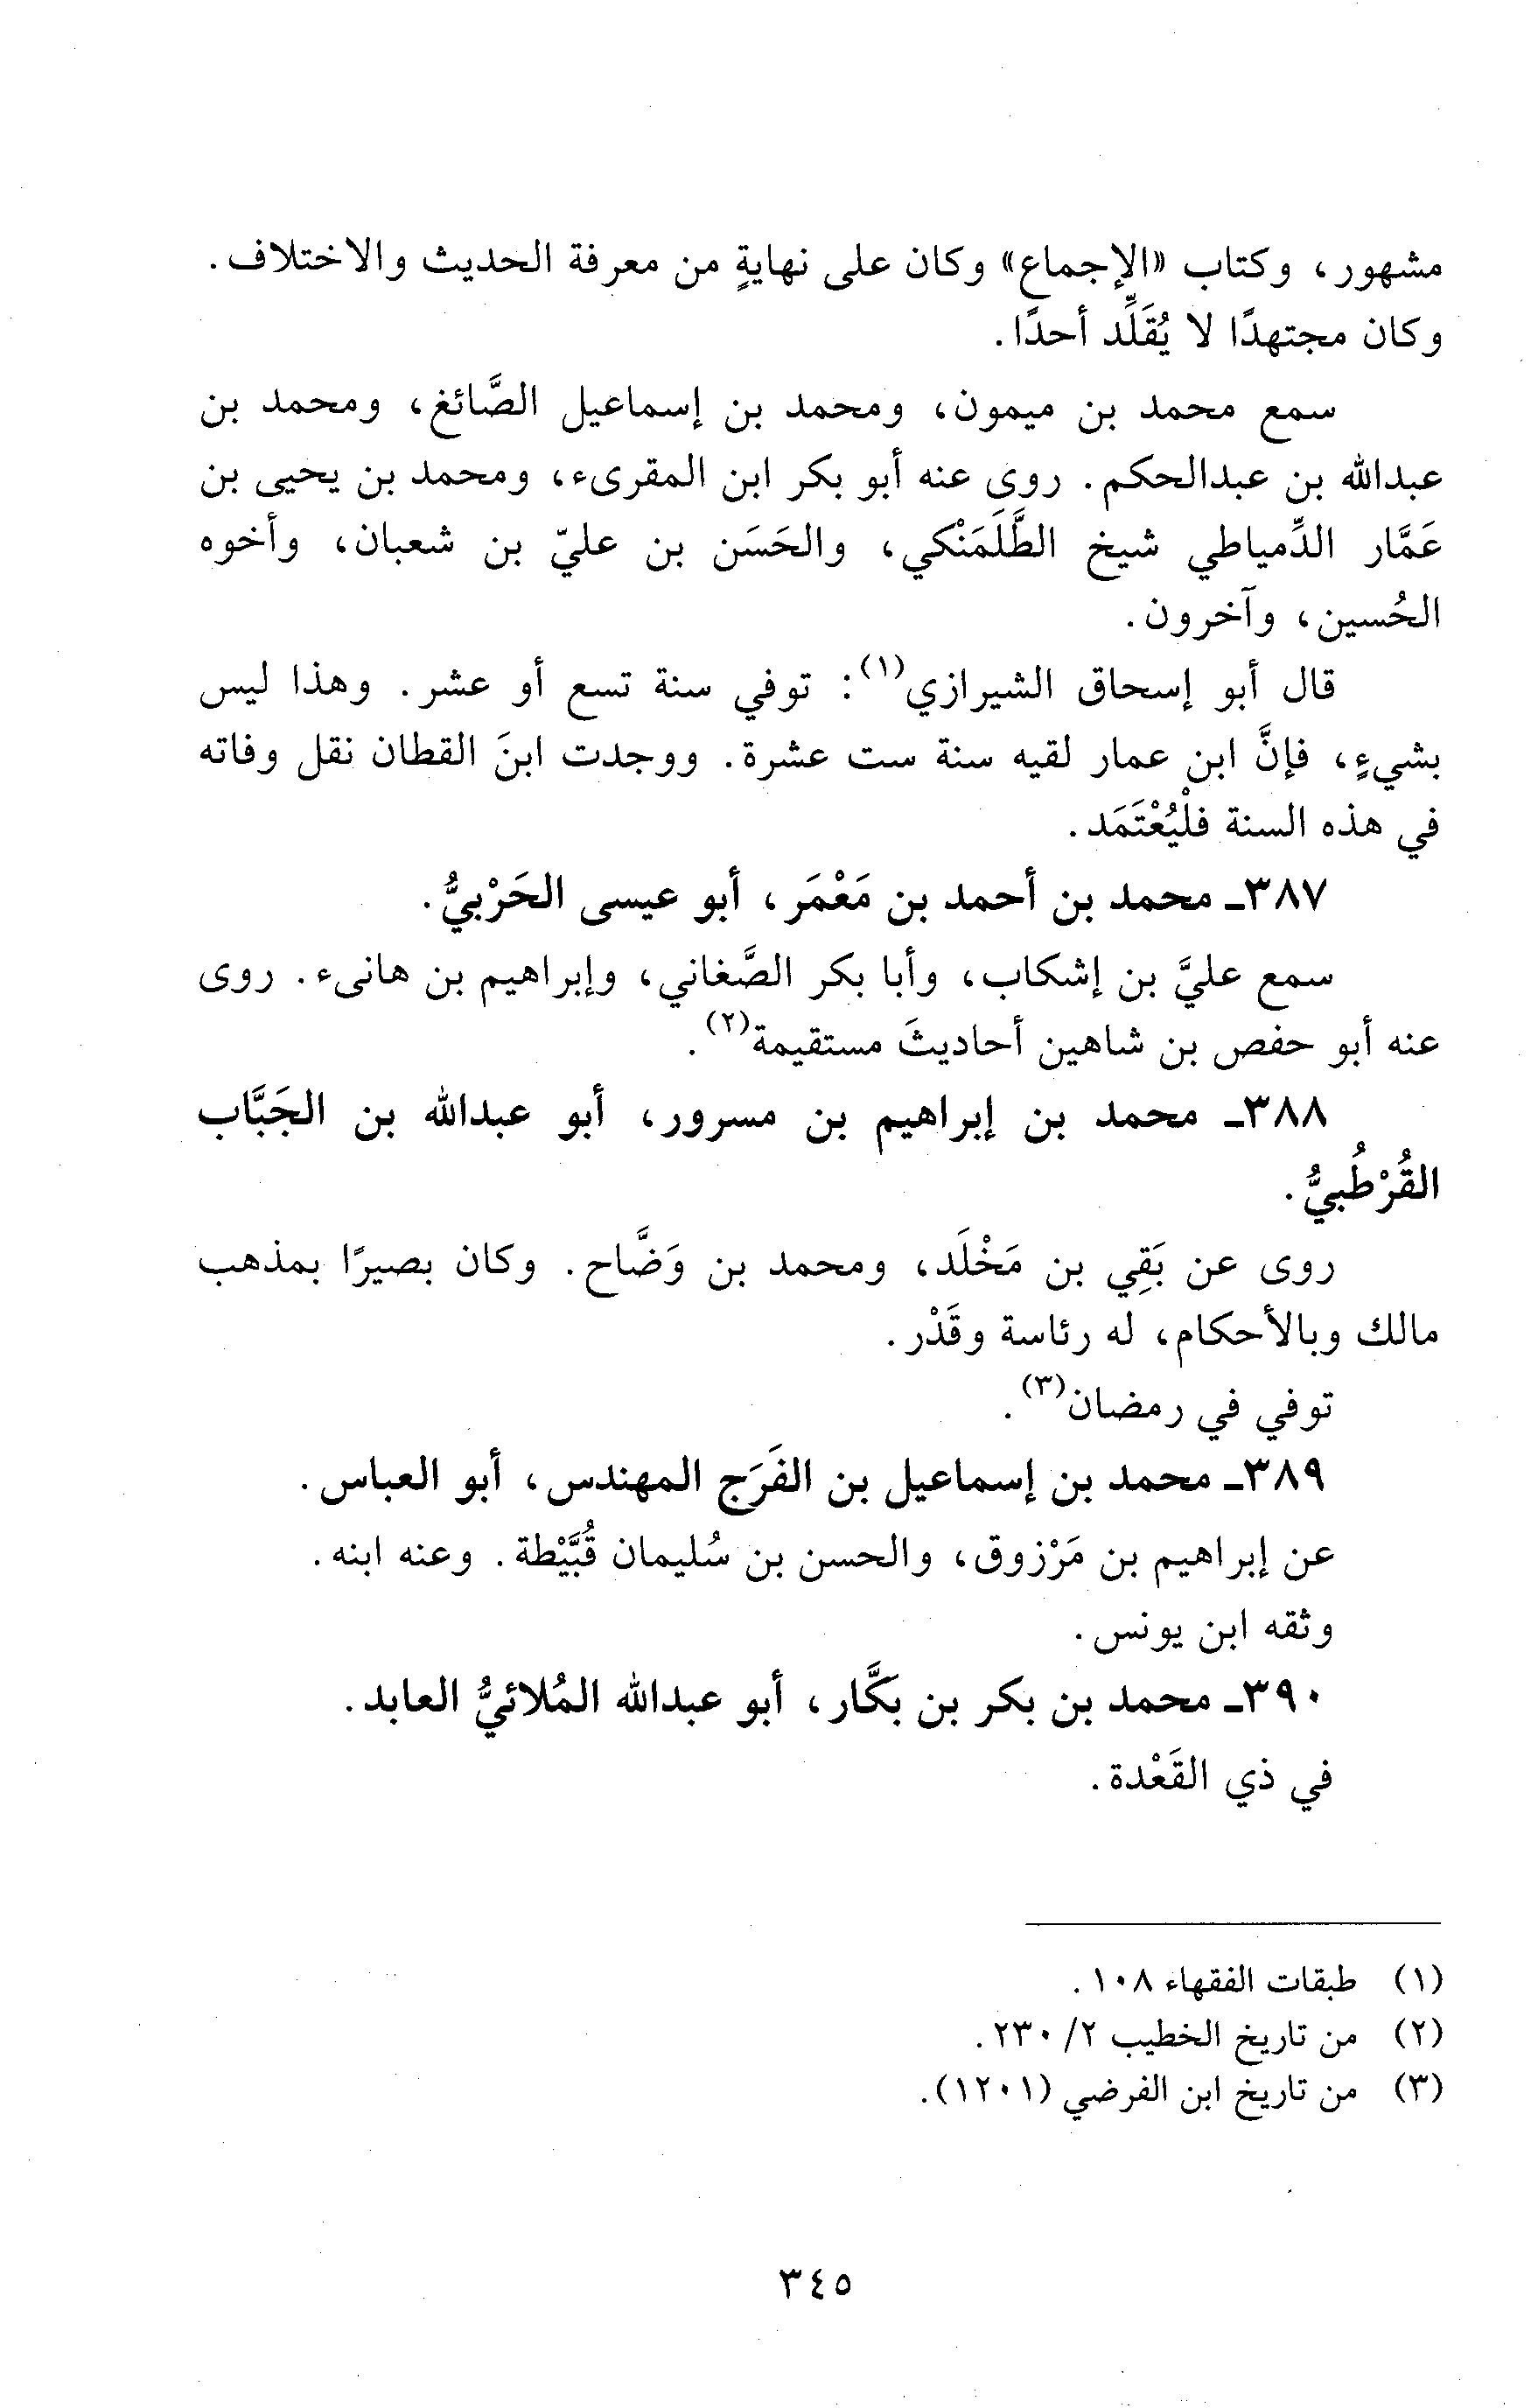 مشهور، وكتاب «الإجماع» وكان على نهايةٍ من معرفة الحديث والاختلاف.
وكان مجتهدًا لا يُقَلِّد أحدًا.
سمع محمد بن ميمون، ومحمد بن إسماعيل الصَّائغ، ومحمد بن
عبدالله بن عبدالحكم. روى عنه أبو بكر ابن المقرىء، ومحمد بن يحيى بن
عَمَّار الدِّمياطي شيخ الطَّلَمَنْكي، والحَسَن بن عليّ بن شعبان، وأخوه
الحُسين، وآخرون.
قال أبو إسحاق الشيرازي(١): توفي سنة تسع أو عشر. وهذا ليس
بشيءٍ، فإنَّ ابن عمار لقيه سنة ست عشرة. ووجدت ابنَ القطان نقل وفاته
في هذه السنة فلْيُعْتَمَد.
٣٨٧ـ محمد بن أحمد بن مَعْمَر، أبو عيسى الحَرْبيُّ.
سمع عليَّ بن إشكاب، وأبا بكر الصَّغاني، وإبراهيم بن هانىء. روى
عنه أبو حفص بن شاهين أحاديثَ مستقيمة(٢).
٣٨٨ـ محمد بن إبراهيم بن مسرور، أبو عبدالله بن الجَبَّاب
القُرْطُبيُّ.
روى عن بَقِي بن مَخْلَد، ومحمد بن وَضَّاح. وكان بصيرًا بمذهب
مالك وبالأحكام، له رئاسة وقَدْر.
توفي في رمضان(٣).
٣٨٩ـ محمد بن إسماعيل بن الفَرَج المهندس، أبو العباس.
عن إبراهيم بن مَرْزوق، والحسن بن سُليمان قُبَّيْطة. وعنه ابنه.
وثقه ابن يونس.
٣٩٠ـ محمد بن بكر بن بَكَّار، أبو عبدالله المُلائيُّ العابد.
في ذي القَعْدة.
(١) طبقات الفقهاء ١٠٨.
(٢) من تاريخ الخطيب ٢/ ٢٣٠.
(٣) من تاريخ ابن الفرضي (١٢٠١).
٣٤٥